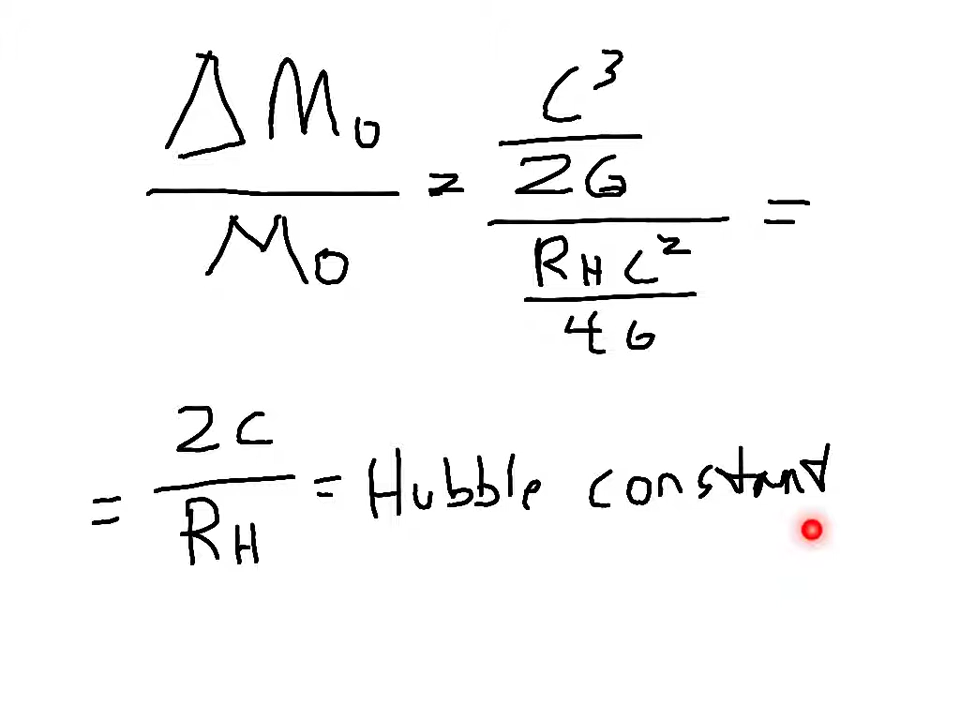 ΔM₀/M₀ = (C³/2G)/(R_H C²/4G) =
= 2C/R_H = Hubble constant